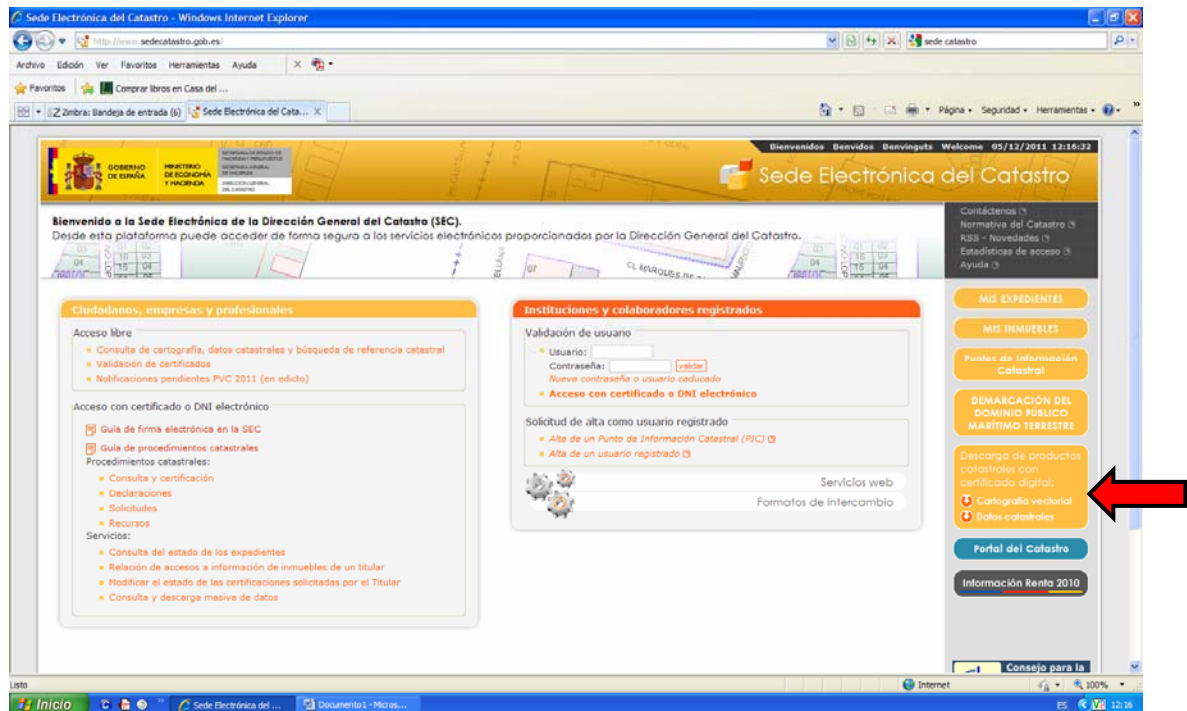 Sede Electrónica del Catastro - Windows Internet Explorer
http://www.sedecatastro.gob.es/
sede catastro
Archivo Edición Ver Favoritos Herramientas Ayuda
Favoritos Comprar libros en Casa del ...
Zimbra: Bandeja de entrada (6) Sede Electrónica del Cata...
Página Seguridad Herramientas
Bienvenidos Benvidos Benvinguts Welcome 05/12/2011 12:16:32
GOBIERNO DE ESPAÑA
MINISTERIO DE ECONOMÍA Y HACIENDA
Sede Electrónica del Catastro
Bienvenido a la Sede Electrónica de la Dirección General del Catastro (SEC).
Desde esta plataforma puede acceder de forma segura a los servicios electrónicos proporcionados por la Dirección General del Catastro.
Contáctenos
Normativa del Catastro
RSS - Novedades
Estadísticas de acceso
Ayuda
Ciudadanos, empresas y profesionales
Acceso libre
Consulta de cartografía, datos catastrales y búsqueda de referencia catastral
Validación de certificados
Notificaciones pendientes PVC 2011 (en edicto)
Acceso con certificado o DNI electrónico
Guía de firma electrónica en la SEC
Guía de procedimientos catastrales
Procedimientos catastrales:
Consulta y certificación
Declaraciones
Solicitudes
Recursos
Servicios:
Consulta del estado de los expedientes
Relación de accesos a información de inmuebles de un titular
Modificar el estado de las certificaciones solicitadas por el Titular
Consulta y descarga masiva de datos
Instituciones y colaboradores registrados
Validación de usuario
Usuario:
Contraseña: validar
Nueva contraseña o usuario caducado
Acceso con certificado o DNI electrónico
Solicitud de alta como usuario registrado
Alta de un Punto de Información Catastral (PIC)
Alta de un usuario registrado
Servicios web
Formatos de intercambio
MIS EXPEDIENTES
MIS INMUEBLES
Puntos de Información
Catastral
DEMARCACIÓN DEL
DOMINIO PÚBLICO
MARÍTIMO TERRESTRE
Descarga de productos
catastrales con
certificado digital:
Cartografía vectorial
Datos catastrales
Portal del Catastro
Información Renta 2010
Consejo para la
Listo Internet 100%
Inicio Sede Electrónica del ... Documento1 - Micros... ES 12:16